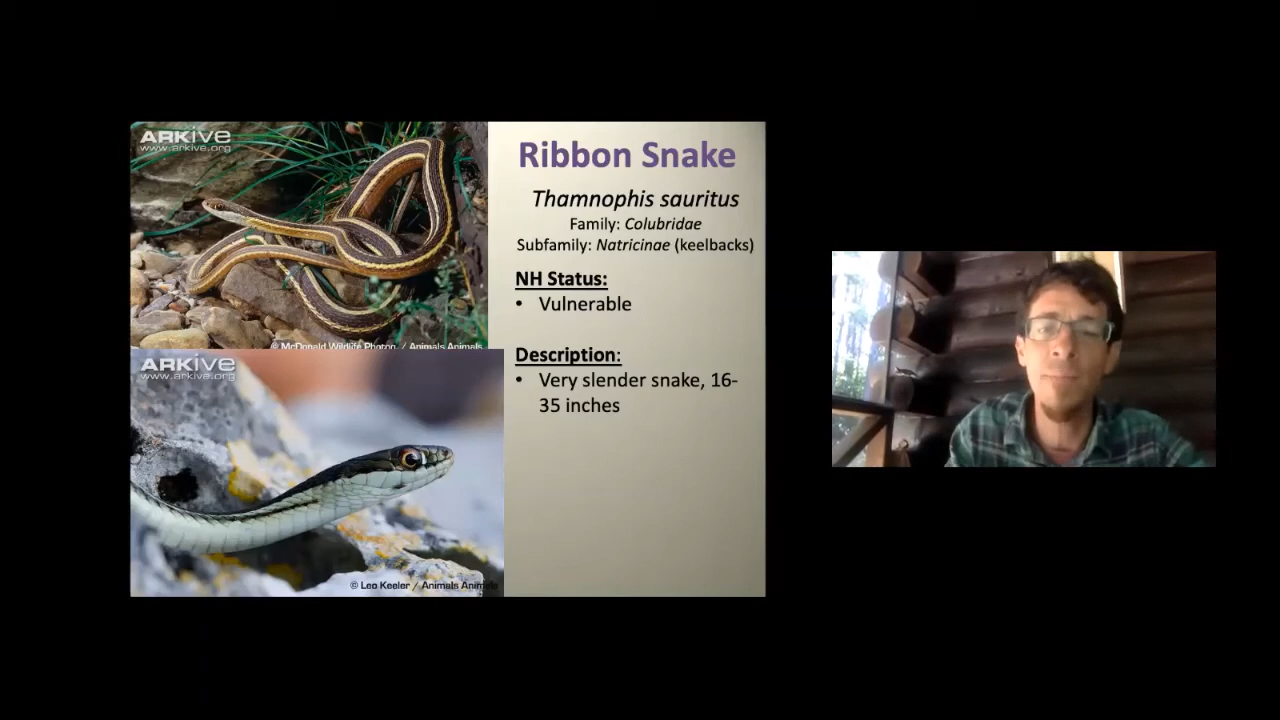 ARKive
www.arkive.org
© McDonald Wildlife Photog. / Animals Animals
ARKive
www.arkive.org
© Leo Keeler / Animals Animals
Ribbon Snake
Thamnophis sauritus
Family: Colubridae
Subfamily: Natricinae (keelbacks)
NH Status:
• Vulnerable
Description:
• Very slender snake, 16-
35 inches